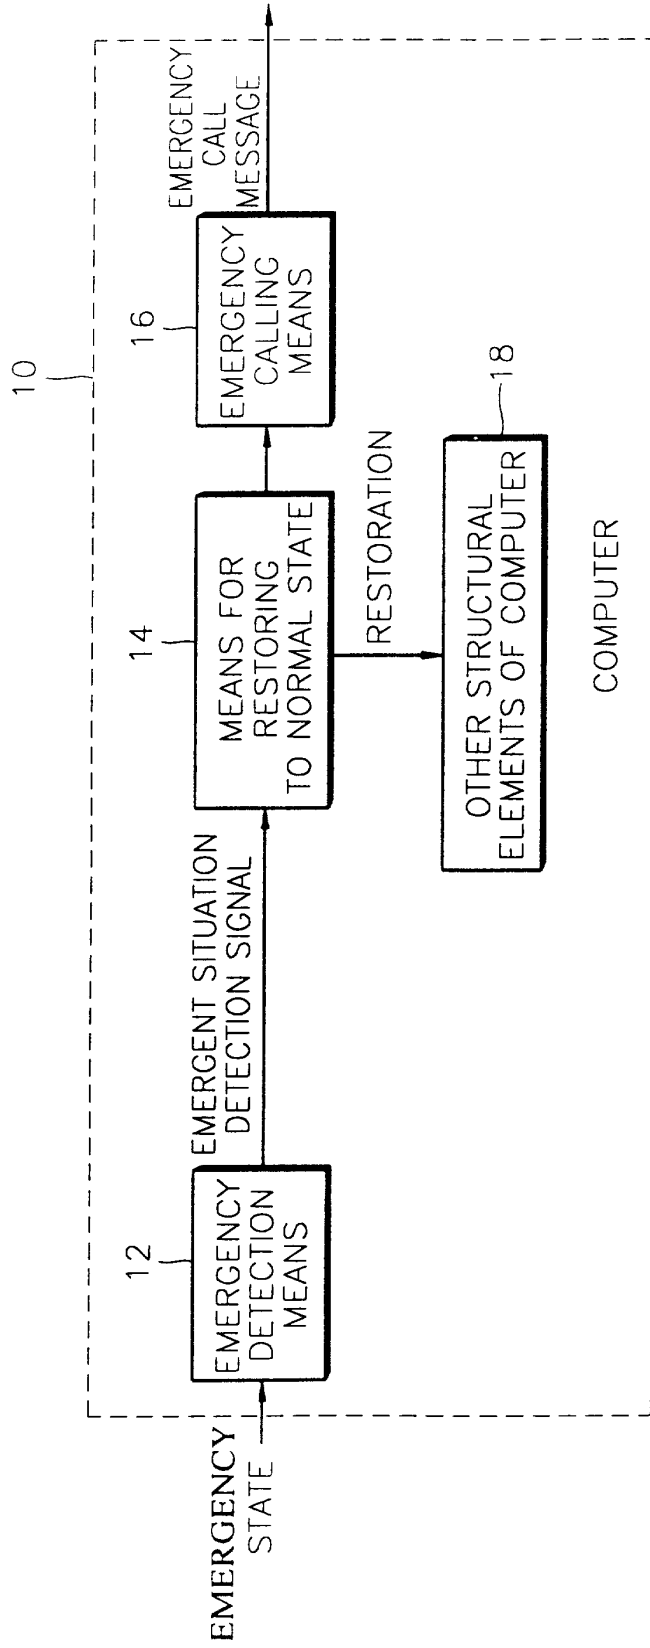 10
EMERGENCY
STATE
12
EMERGENCY
DETECTION
MEANS
EMERGENT SITUATION
DETECTION SIGNAL
14
MEANS FOR
RESTORING
TO NORMAL STATE
RESTORATION
16
EMERGENCY
CALLING
MEANS
EMERGENCY
CALL
MESSAGE
OTHER STRUCTURAL
ELEMENTS OF COMPUTER
18
COMPUTER